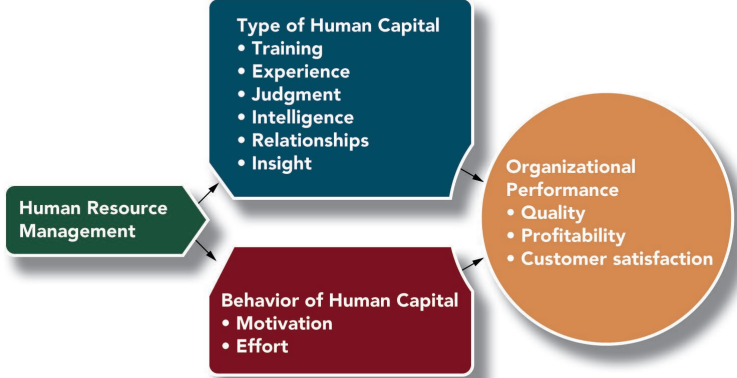 Type of Human Capital
• Training
• Experience
• Judgment
• Intelligence
• Relationships
• Insight
Human Resource
Management
Behavior of Human Capital
• Motivation
• Effort
Organizational
Performance
• Quality
• Profitability
• Customer satisfaction